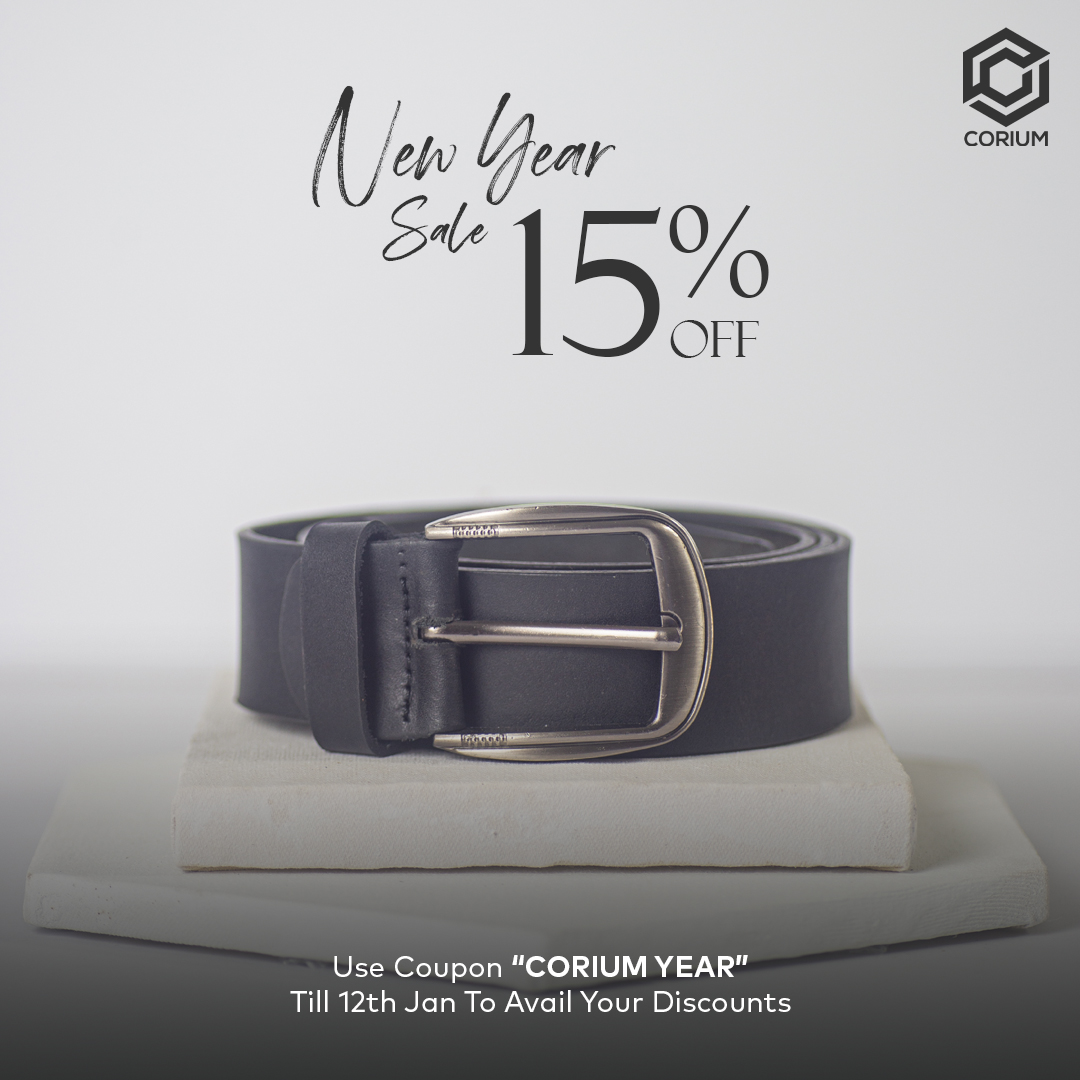 CORIUM
New Year
Sale 15%
OFF
Use Coupon “CORIUM YEAR”
Till 12th Jan To Avail Your Discounts